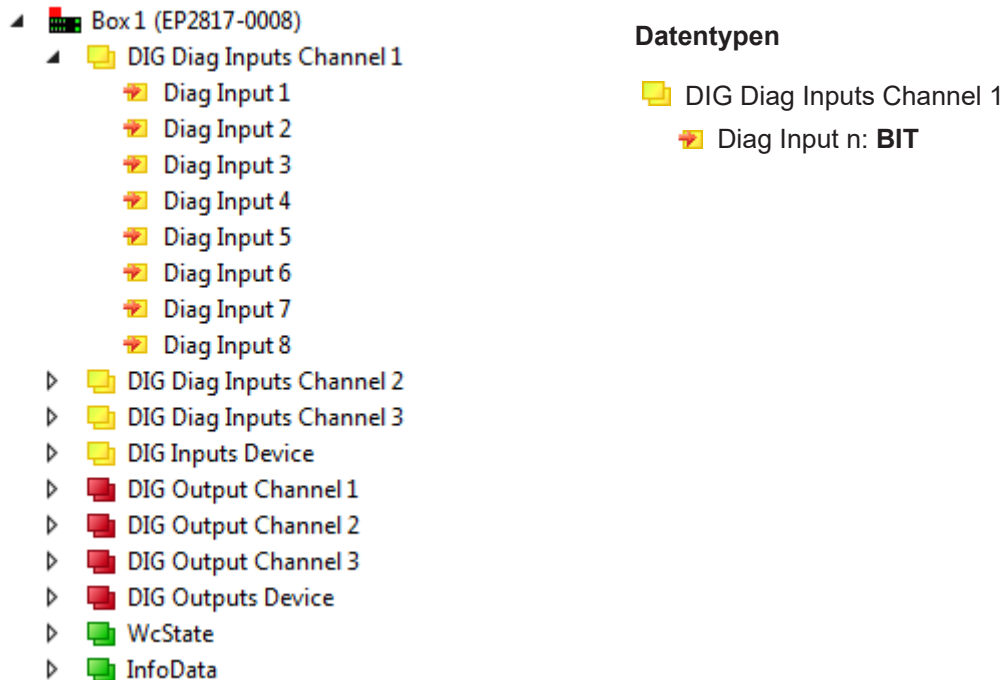 Box 1 (EP2817-0008)
DIG Diag Inputs Channel 1
Diag Input 1
Diag Input 2
Diag Input 3
Diag Input 4
Diag Input 5
Diag Input 6
Diag Input 7
Diag Input 8
DIG Diag Inputs Channel 2
DIG Diag Inputs Channel 3
DIG Inputs Device
DIG Output Channel 1
DIG Output Channel 2
DIG Output Channel 3
DIG Outputs Device
WcState
InfoData
Datentypen
DIG Diag Inputs Channel 1
Diag Input n: BIT